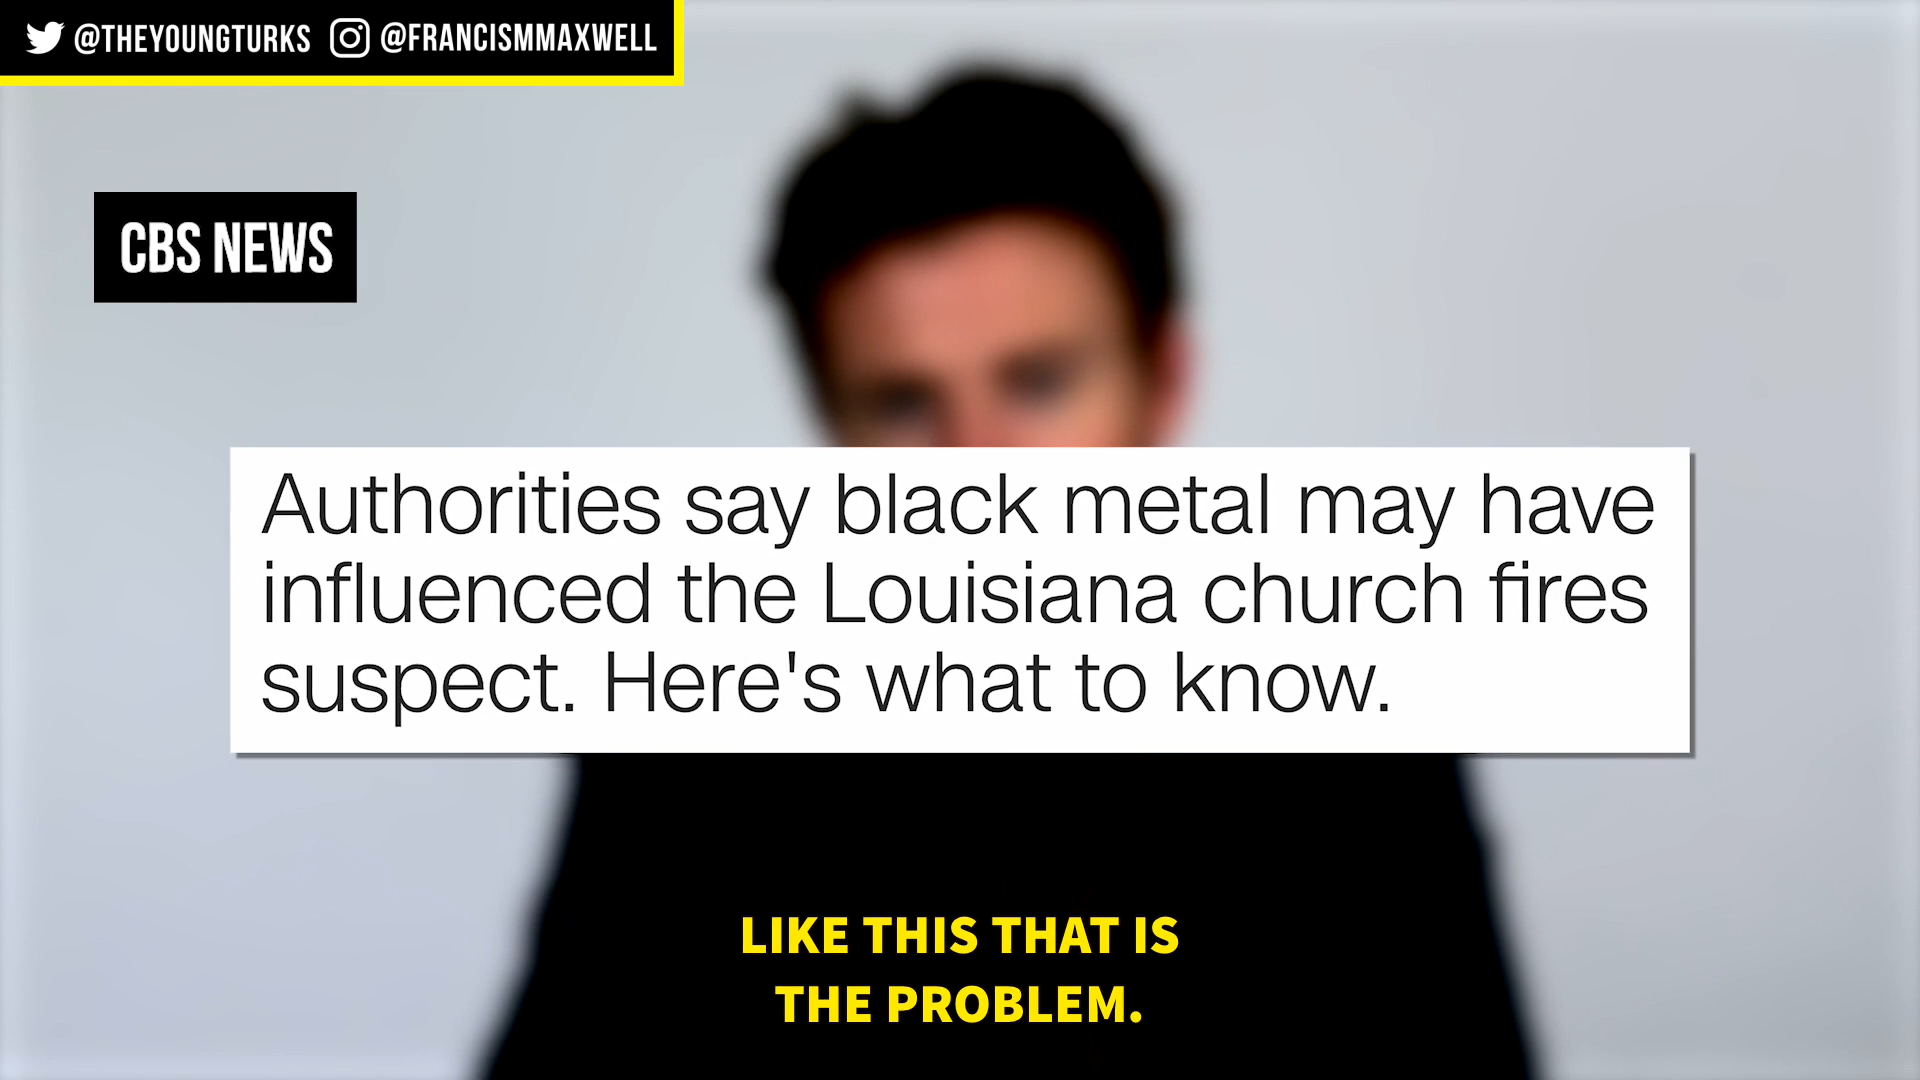 @THEYOUNGTURKS @FRANCISMMAXWELL
CBS NEWS
Authorities say black metal may have
influenced the Louisiana church fires
suspect. Here's what to know.
LIKE THIS THAT IS
THE PROBLEM.